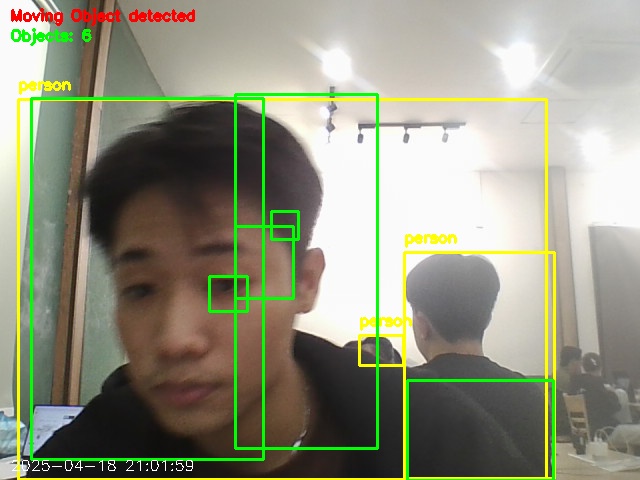 Moving Object detected
Objects: 6
person
person
person
2025-04-18 21:01:59